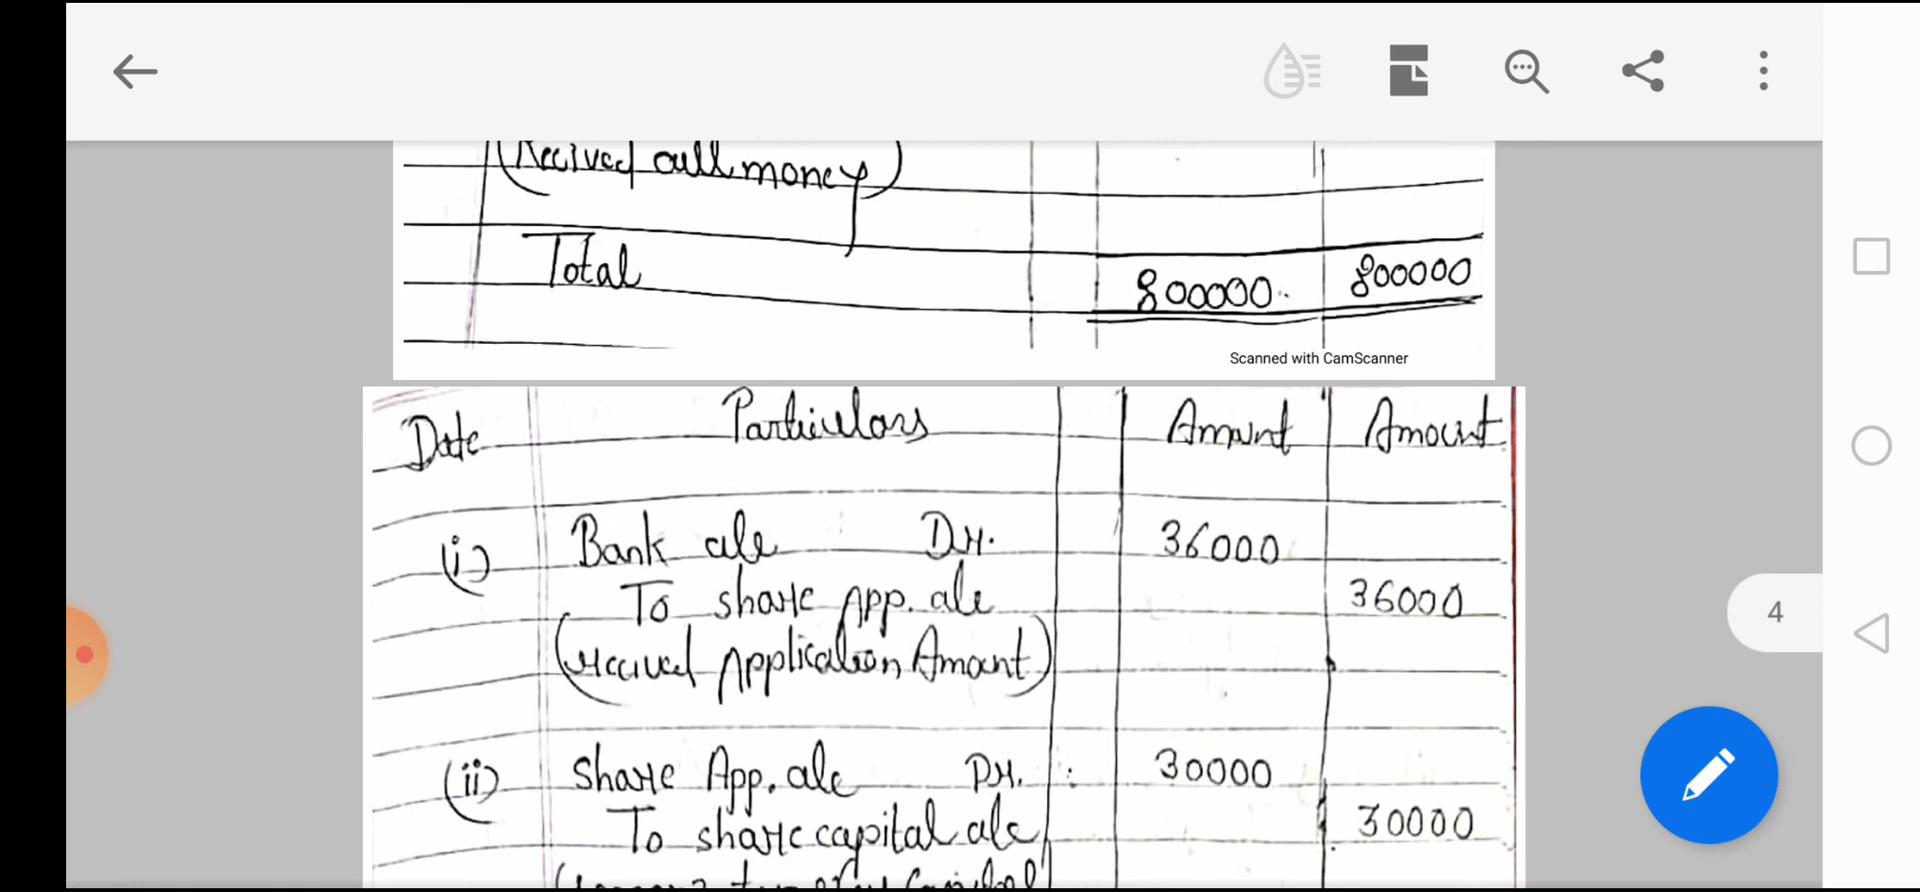 (Received call money)
Total 800000 800000
Scanned with CamScanner
Date Particulars Amount Amount
(i) Bank a/c Dr. 36000
To share App. a/c 36000
(received Application Amount)
4
(ii) Share App. a/c Dr. 30000
To share capital a/c 30000